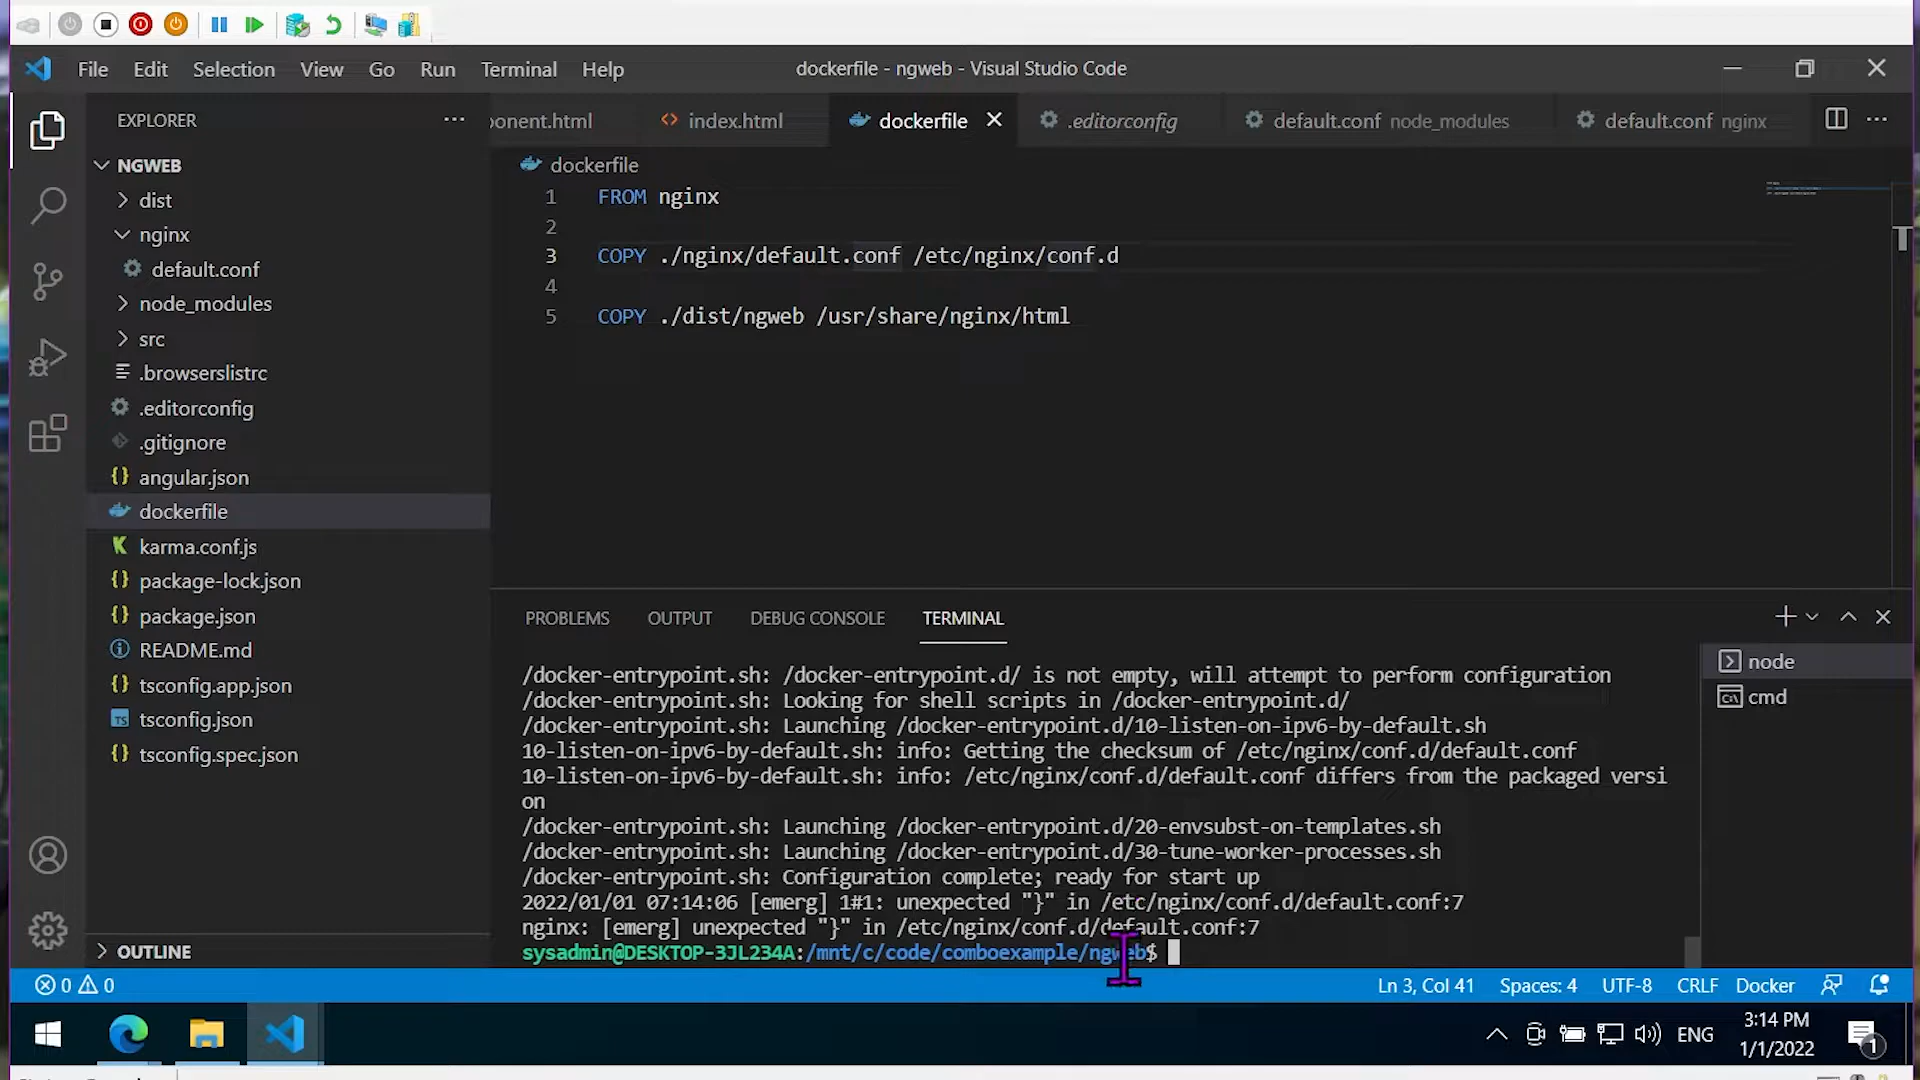 File Edit Selection View Go Run Terminal Help
dockerfile - ngweb - Visual Studio Code
EXPLORER
ponent.html
index.html
dockerfile
.editorconfig
default.conf node_modules
default.conf nginx
NGWEB
dist
nginx
default.conf
node_modules
src
.browserslistrc
.editorconfig
.gitignore
angular.json
dockerfile
karma.conf.js
package-lock.json
package.json
README.md
tsconfig.app.json
tsconfig.json
tsconfig.spec.json
OUTLINE
dockerfile
1 FROM nginx
2
3 COPY ./nginx/default.conf /etc/nginx/conf.d
4
5 COPY ./dist/ngweb /usr/share/nginx/html
PROBLEMS OUTPUT DEBUG CONSOLE TERMINAL
/docker-entrypoint.sh: /docker-entrypoint.d/ is not empty, will attempt to perform configuration
/docker-entrypoint.sh: Looking for shell scripts in /docker-entrypoint.d/
/docker-entrypoint.sh: Launching /docker-entrypoint.d/10-listen-on-ipv6-by-default.sh
10-listen-on-ipv6-by-default.sh: info: Getting the checksum of /etc/nginx/conf.d/default.conf
10-listen-on-ipv6-by-default.sh: info: /etc/nginx/conf.d/default.conf differs from the packaged versi
on
/docker-entrypoint.sh: Launching /docker-entrypoint.d/20-envsubst-on-templates.sh
/docker-entrypoint.sh: Launching /docker-entrypoint.d/30-tune-worker-processes.sh
/docker-entrypoint.sh: Configuration complete; ready for start up
2022/01/01 07:14:06 [emerg] 1#1: unexpected "}" in /etc/nginx/conf.d/default.conf:7
nginx: [emerg] unexpected "}" in /etc/nginx/conf.d/default.conf:7
sysadmin@DESKTOP-3JL234A:/mnt/c/code/comboexample/ngweb$
node
cmd
0 0
Ln 3, Col 41 Spaces: 4 UTF-8 CRLF Docker
ENG
3:14 PM
1/1/2022
1